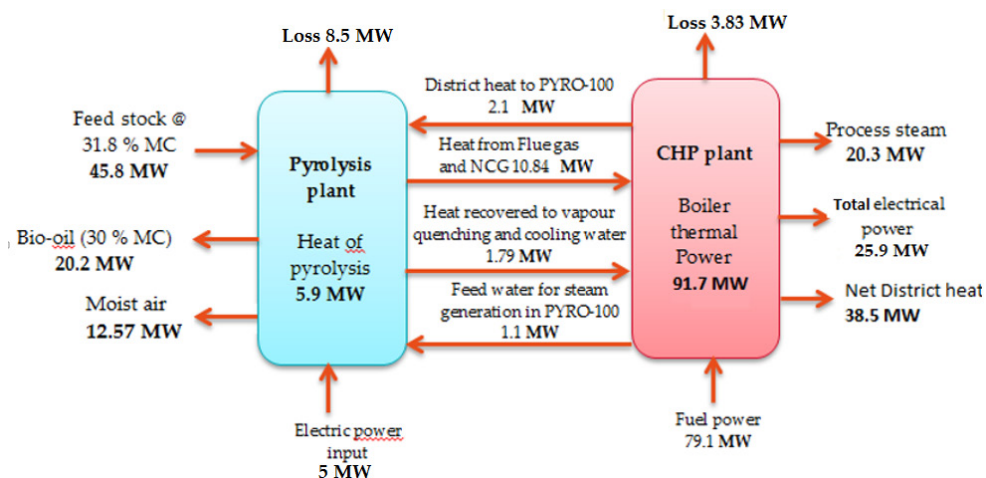 Loss 8.5 MW
Loss 3.83 MW
Feed stock @
31.8 % MC
45.8 MW
Bio-oil (30 % MC)
20.2 MW
Moist air
12.57 MW
Pyrolysis
plant
Heat of
pyrolysis
5.9 MW
Electric power
input
5 MW
District heat to PYRO-100
2.1 MW
Heat from Flue gas
and NCG 10.84 MW
Heat recovered to vapour
quenching and cooling water
1.79 MW
Feed water for steam
generation in PYRO-100
1.1 MW
CHP plant
Boiler
thermal
Power
91.7 MW
Fuel power
79.1 MW
Process steam
20.3 MW
Total electrical
power
25.9 MW
Net District heat
38.5 MW